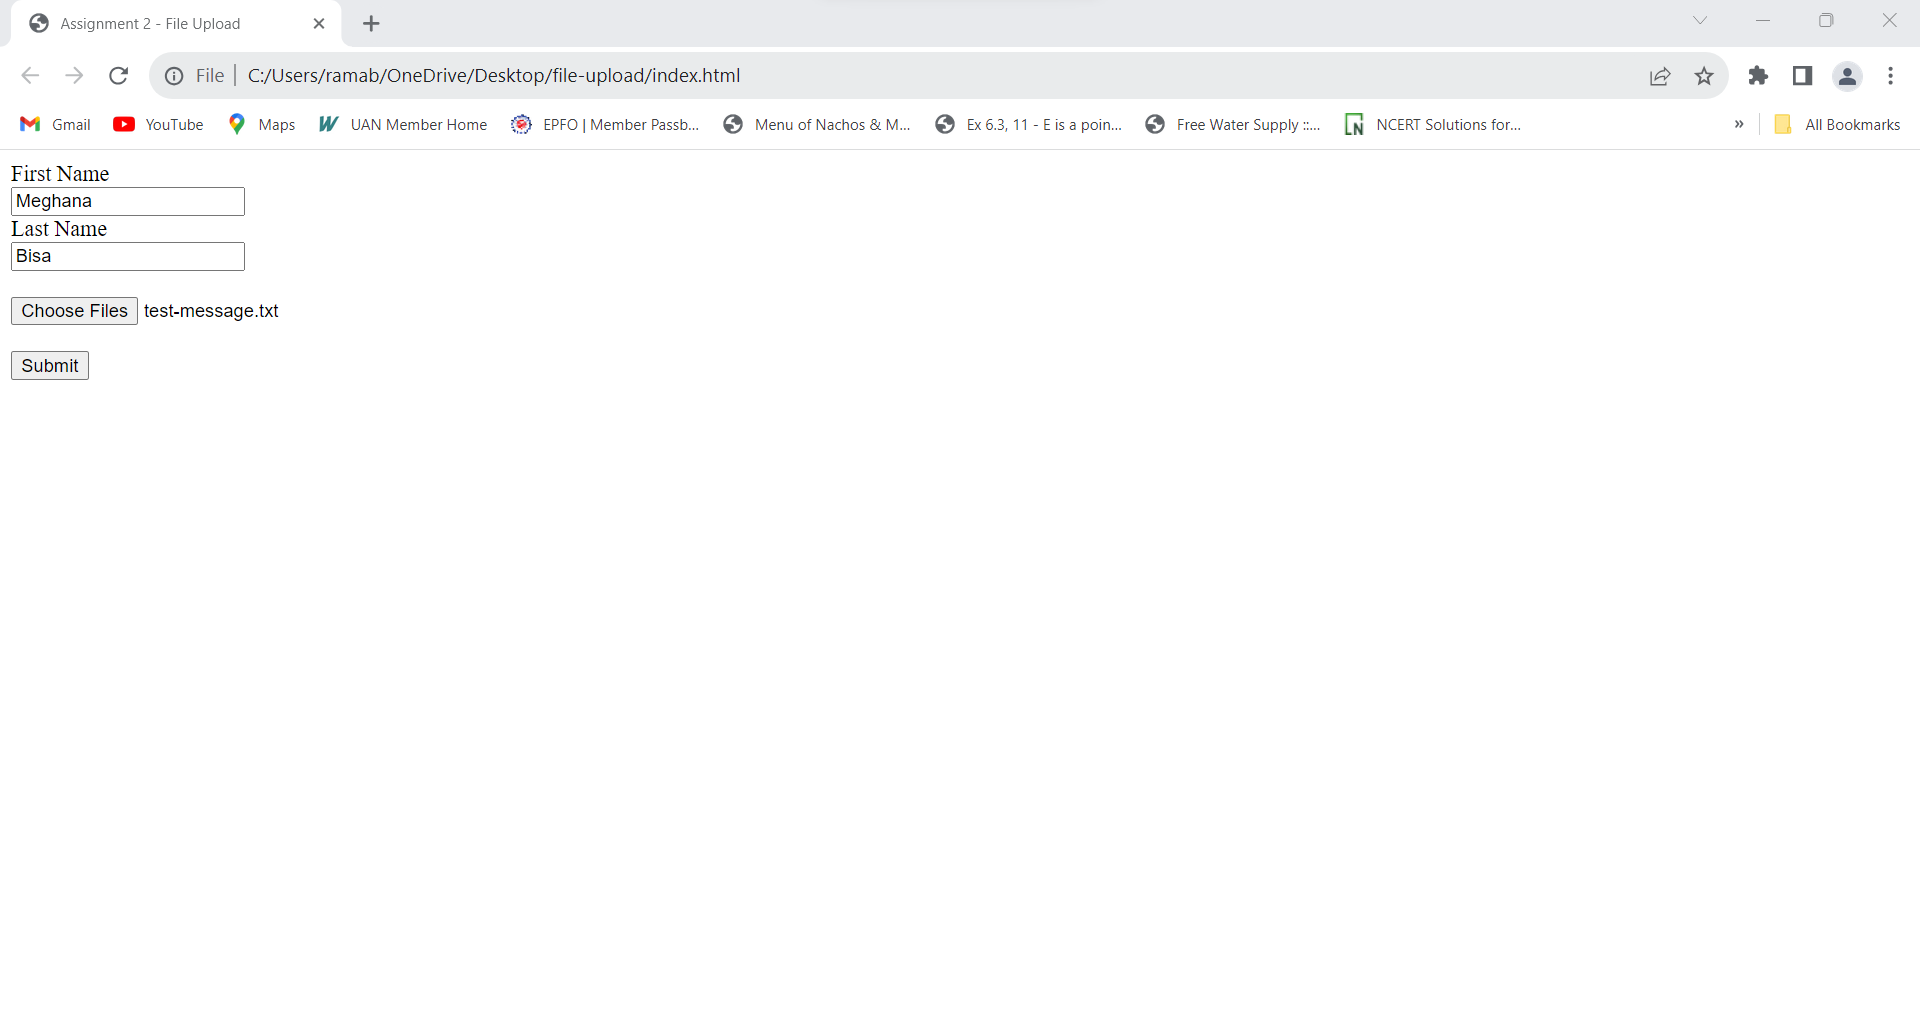 Assignment 2 - File Upload
File C:/Users/ramab/OneDrive/Desktop/file-upload/index.html
Gmail YouTube Maps UAN Member Home EPFO | Member Passb... Menu of Nachos & M... Ex 6.3, 11 - E is a poin... Free Water Supply ::... NCERT Solutions for... » All Bookmarks
First Name
Meghana
Last Name
Bisa
Choose Files test-message.txt
Submit